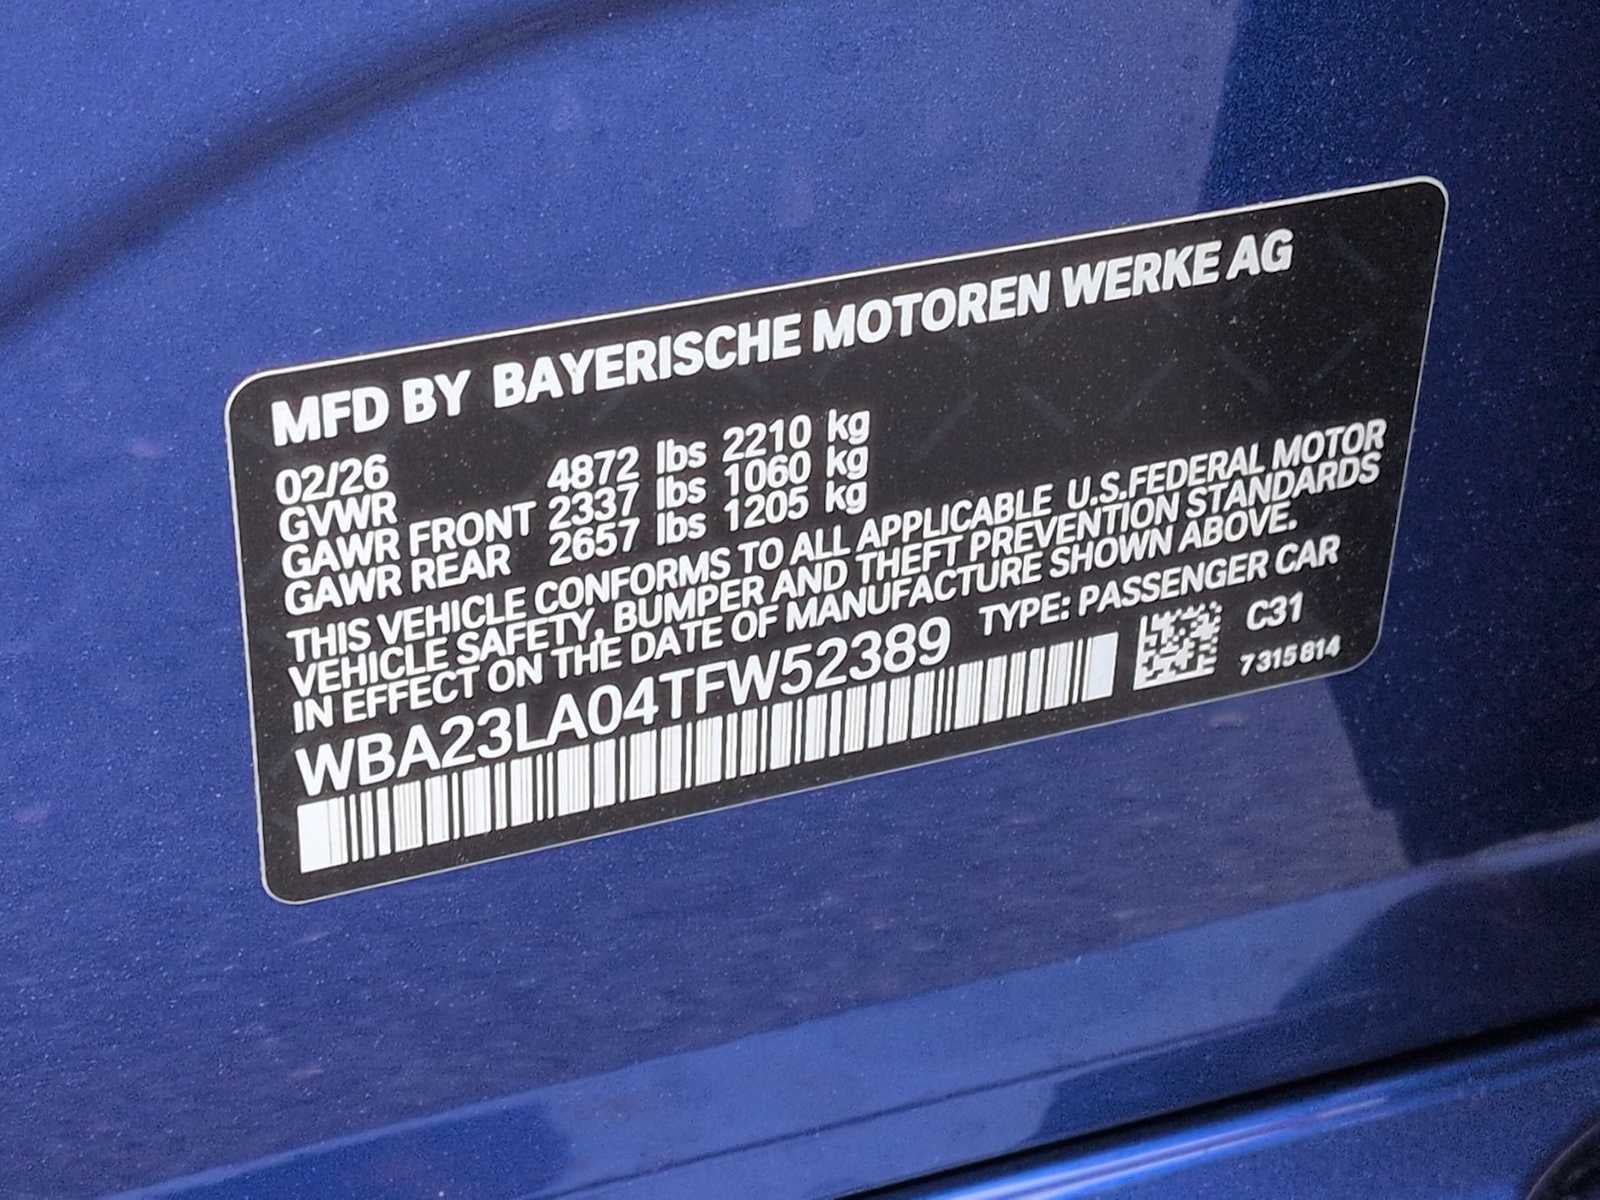 MFD BY BAYERISCHE MOTOREN WERKE AG
02/26
GVWR 4872 lbs 2210 kg
GAWR FRONT 2337 lbs 1060 kg
GAWR REAR 2657 lbs 1205 kg
THIS VEHICLE CONFORMS TO ALL APPLICABLE U.S.FEDERAL MOTOR
VEHICLE SAFETY, BUMPER AND THEFT PREVENTION STANDARDS
IN EFFECT ON THE DATE OF MANUFACTURE SHOWN ABOVE.
WBA23LA04TFW52389 TYPE: PASSENGER CAR
C31
7315814